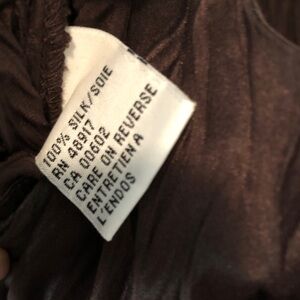 100% SILK/SOIE
RN 48917
CA 00602
CARE ON REVERSE
ENTRETIEN A
L'ENDOS